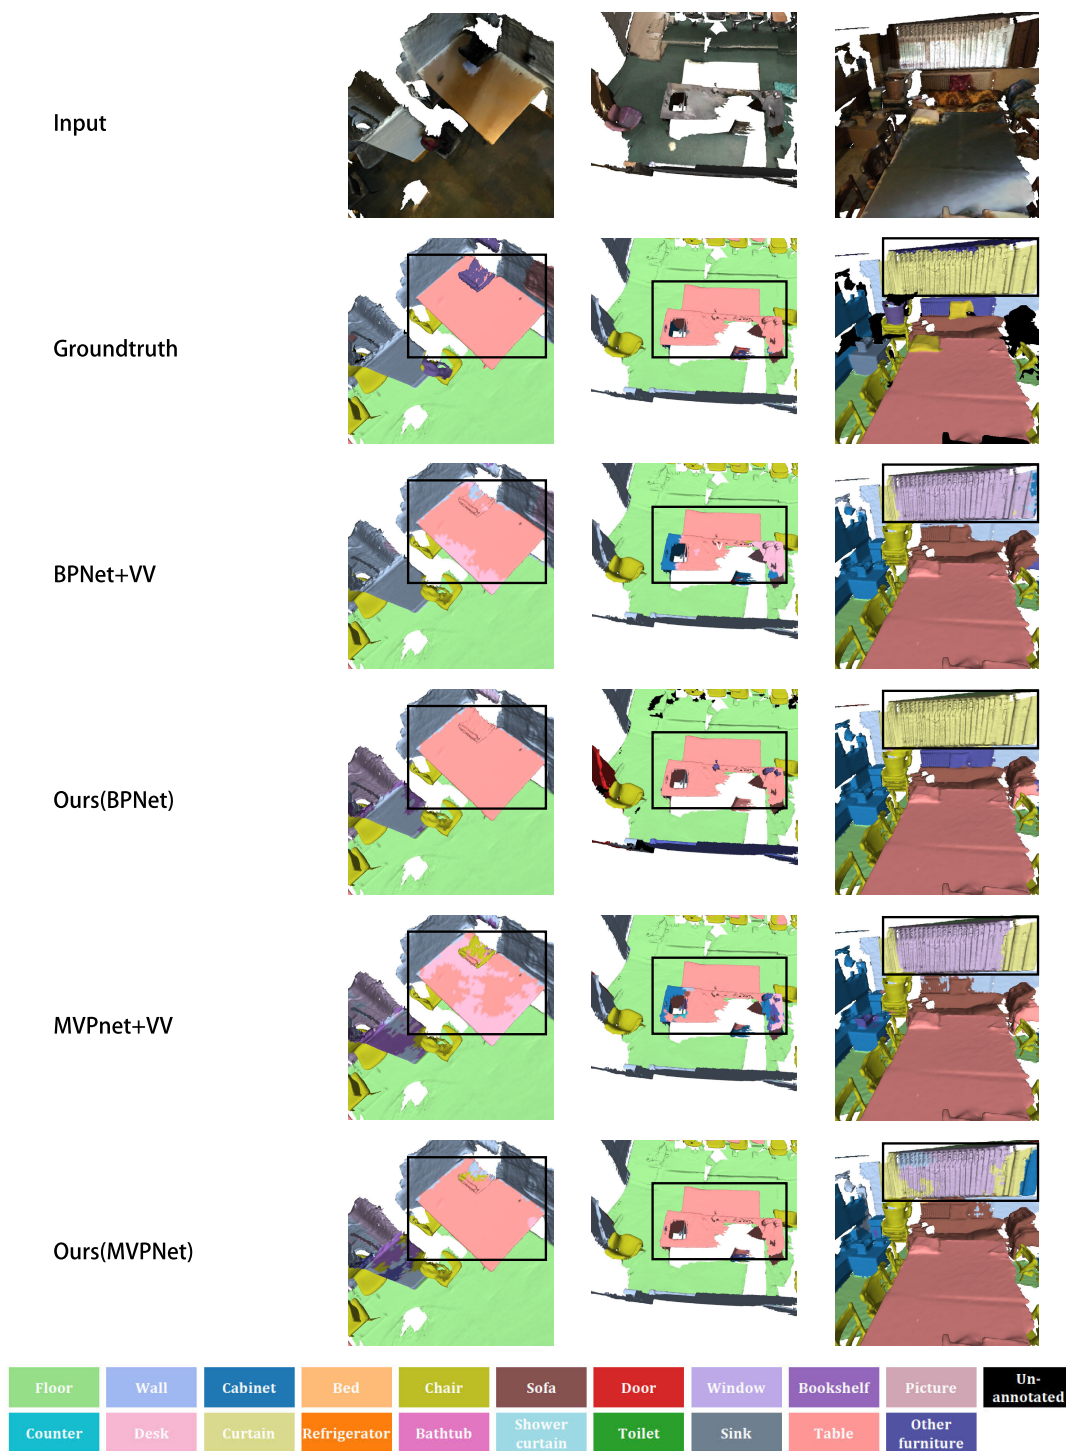 Input
Groundtruth
BPNet+VV
Ours(BPNet)
MVPnet+VV
Ours(MVPNet)
Floor Wall Cabinet Bed Chair Sofa Door Window Bookshelf Picture Un-
annotated
Counter Desk Curtain Refrigerator Bathtub Shower
curtain Toilet Sink Table Other
furniture